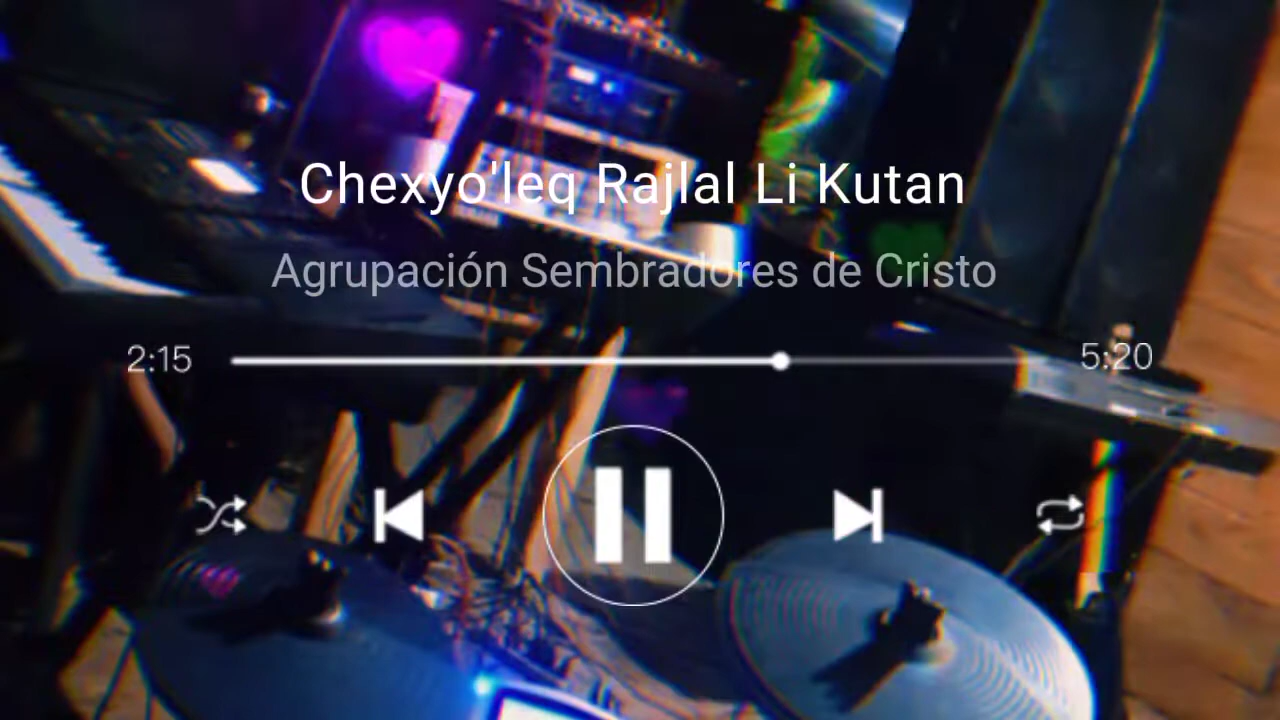 Chexyo'leq Rajlal Li Kutan
Agrupación Sembradores de Cristo
2:15
5:20